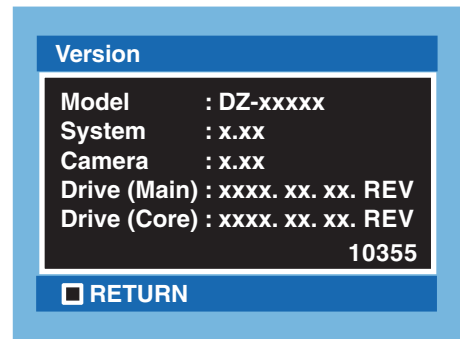 Version
Model : DZ-xxxxx
System : x.xx
Camera : x.xx
Drive (Main) : xxxx. xx. xx. REV
Drive (Core) : xxxx. xx. xx. REV
10355
RETURN